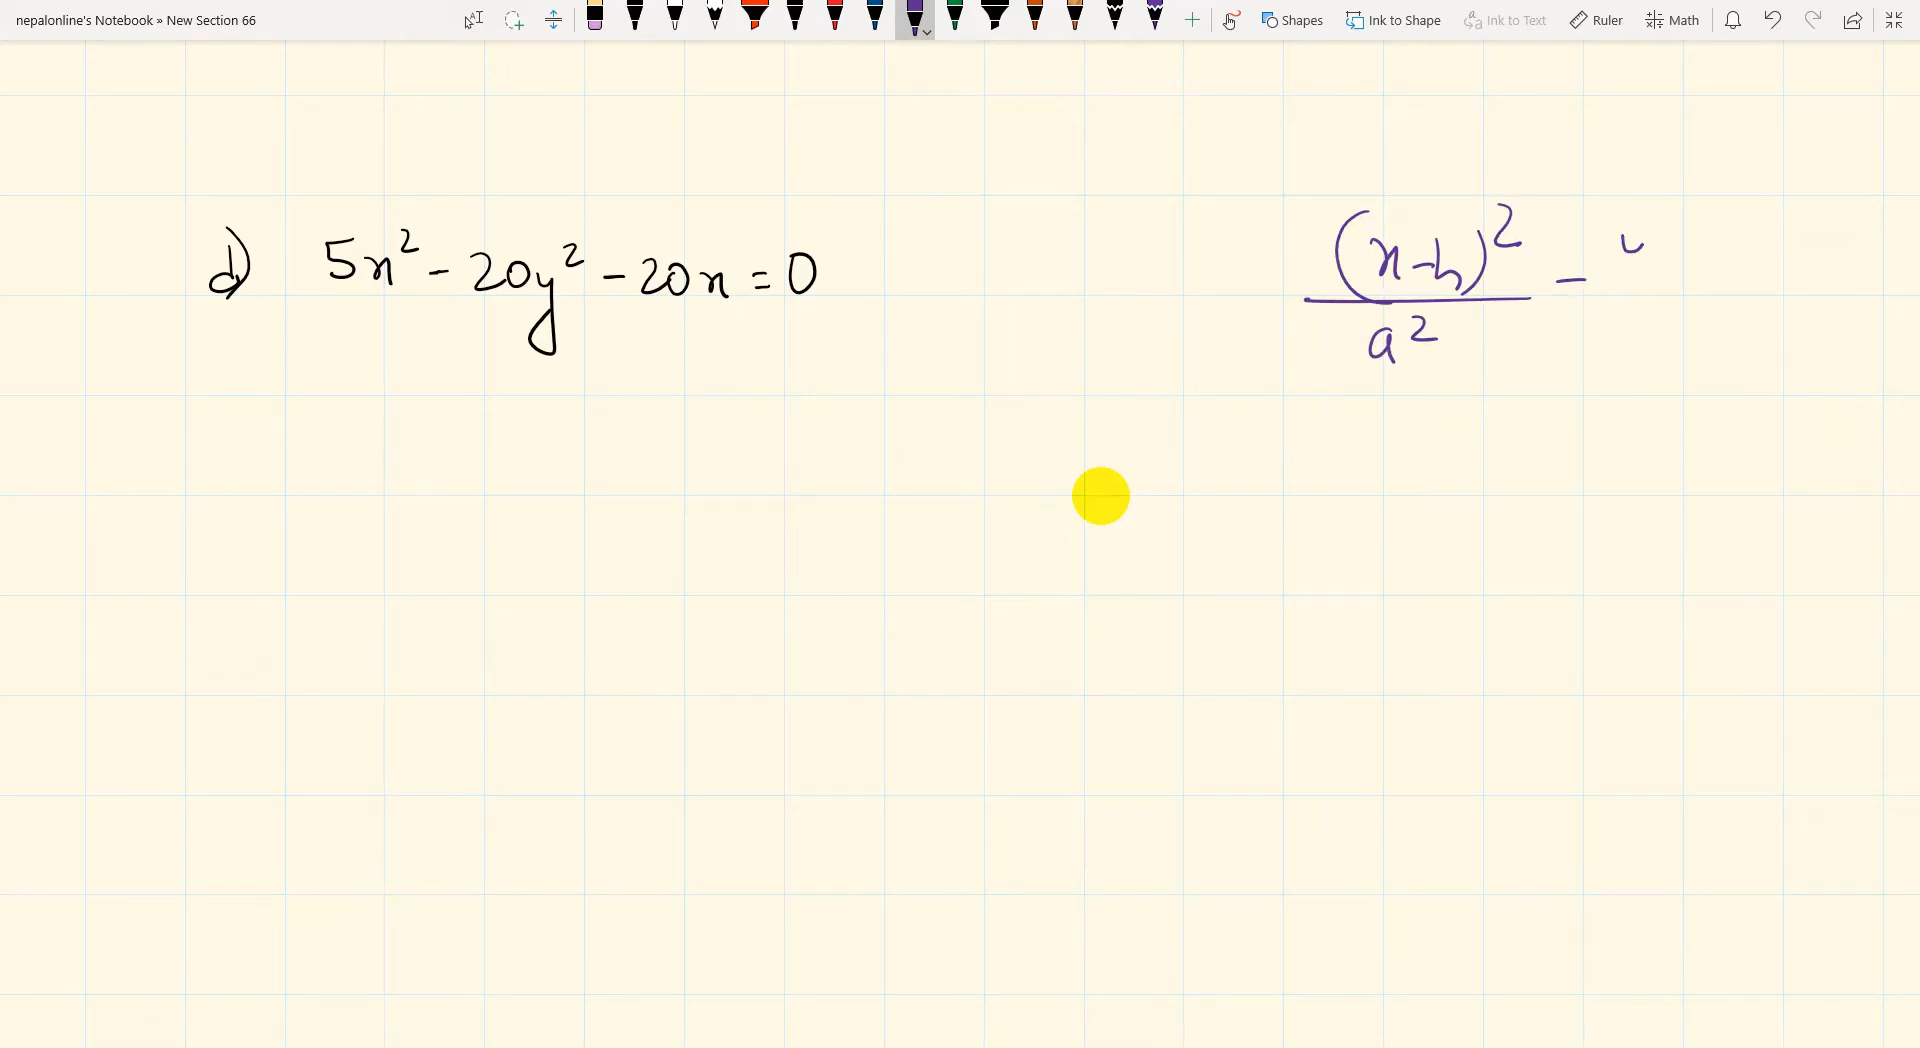 nepalonline's Notebook » New Section 66
Shapes
Ink to Shape
Ink to Text
Ruler
Math
d) 5x² - 20y² - 20x = 0
(x-h)² -
a²